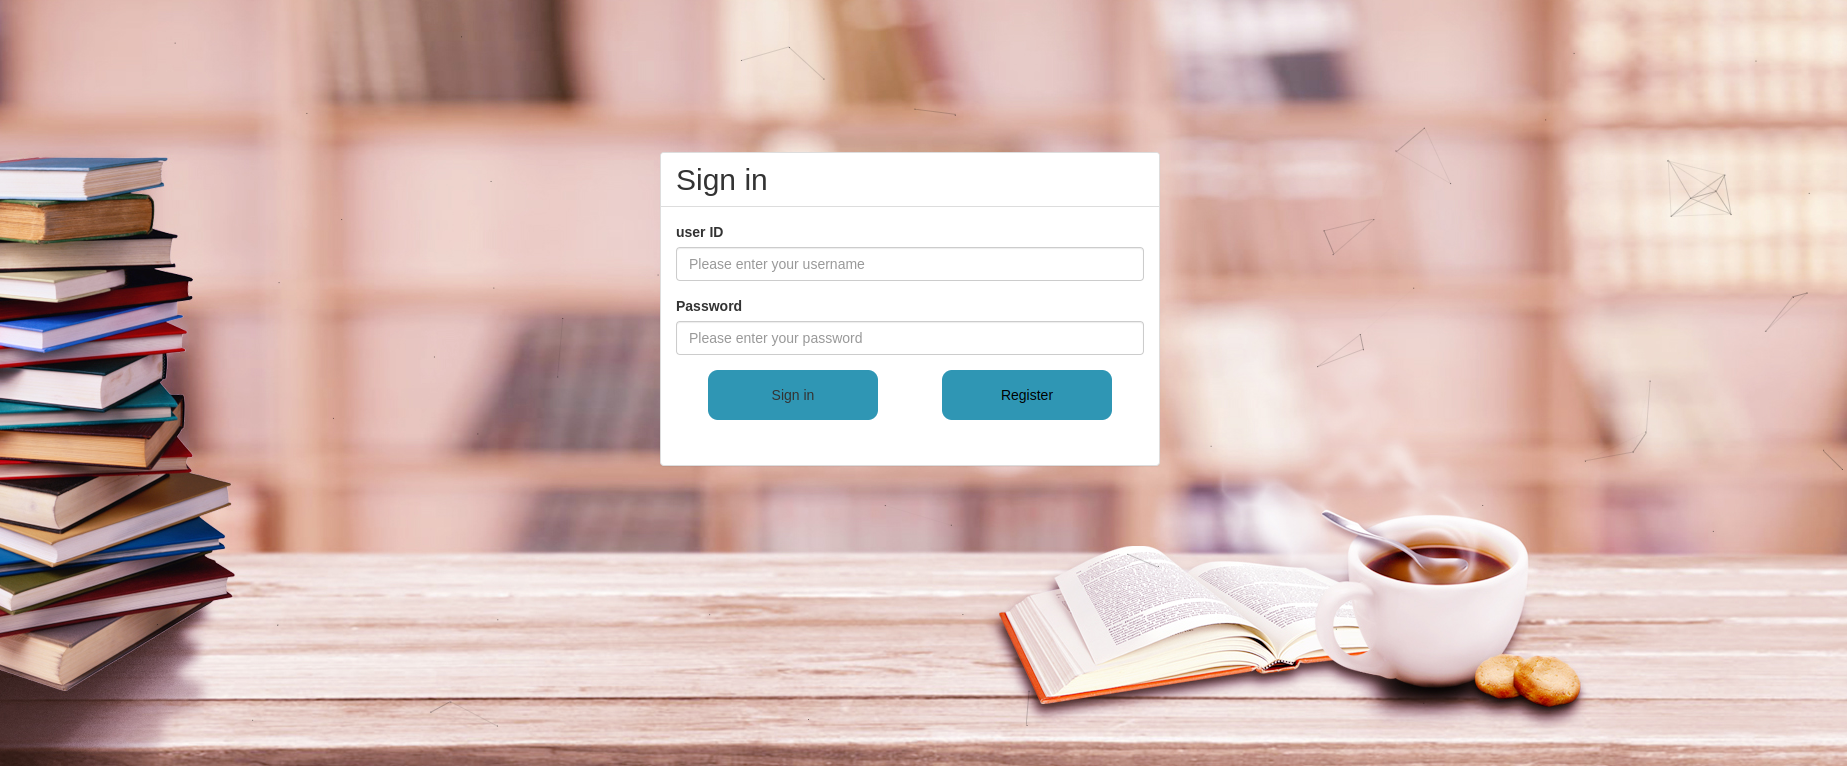 Sign in
user ID
Please enter your username
Password
Please enter your password
Sign in
Register